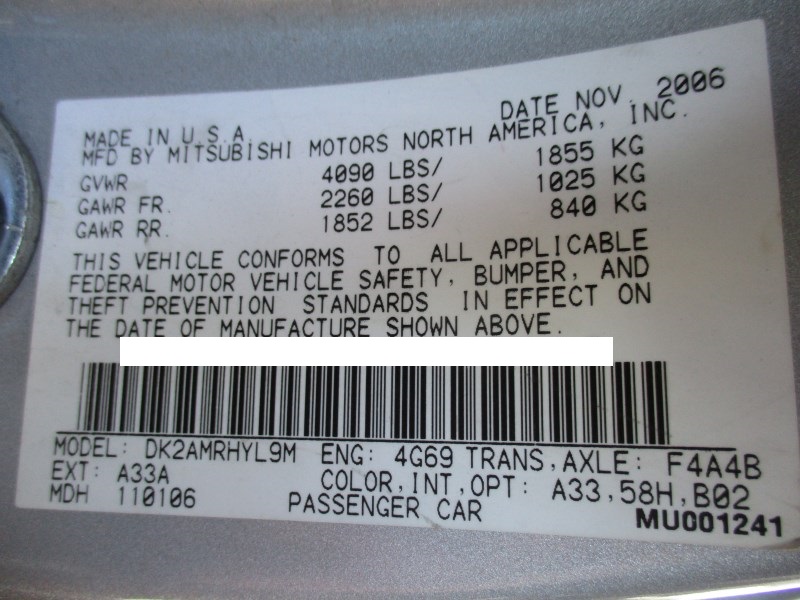 DATE NOV. 2006
MADE IN U.S.A.
MFD BY MITSUBISHI MOTORS NORTH AMERICA, INC.
GVWR 4090 LBS/ 1855 KG
GAWR FR. 2260 LBS/ 1025 KG
GAWR RR. 1852 LBS/ 840 KG
THIS VEHICLE CONFORMS TO ALL APPLICABLE
FEDERAL MOTOR VEHICLE SAFETY, BUMPER, AND
THEFT PREVENTION STANDARDS IN EFFECT ON
THE DATE OF MANUFACTURE SHOWN ABOVE.
MODEL: DK2AMRHYL9M ENG: 4G69 TRANS,AXLE: F4A4B
EXT: A33A COLOR,INT,OPT: A33,58H,B02
MDH 110106 PASSENGER CAR
MU001241